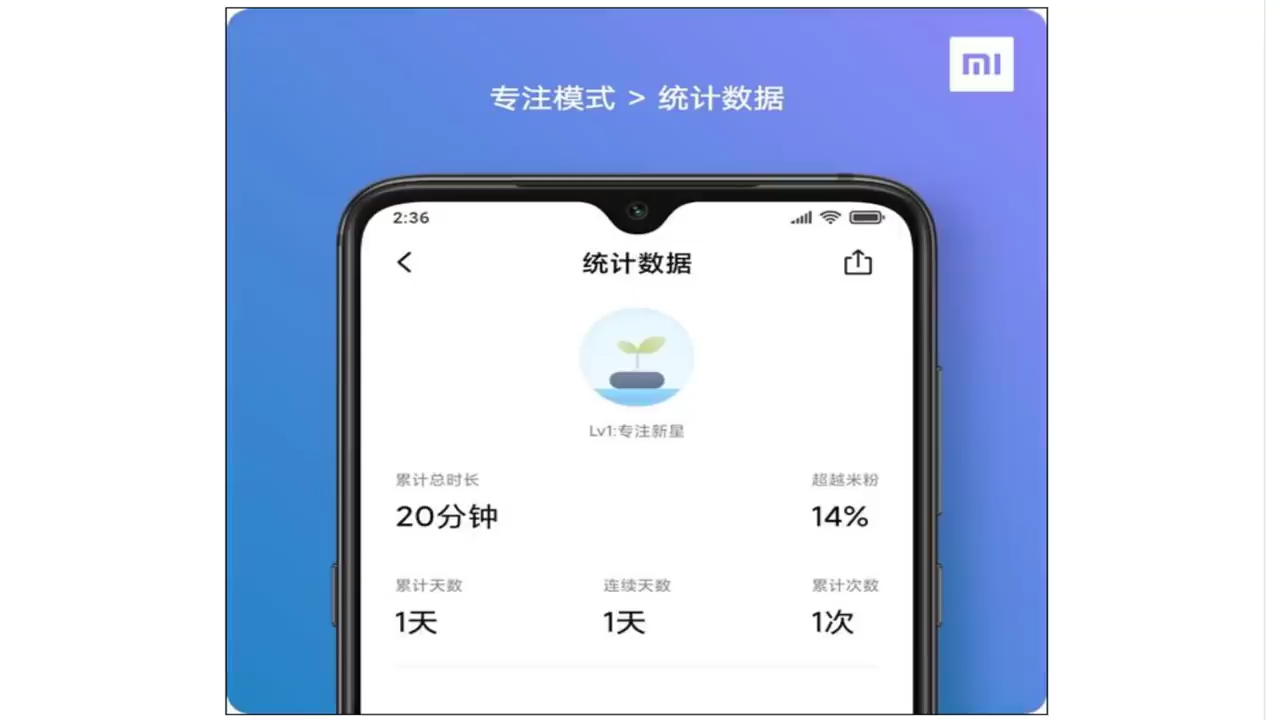 mi
专注模式 > 统计数据
2:36
统计数据
Lv1:专注新星
累计总时长 超越米粉
20分钟 14%
累计天数 连续天数 累计次数
1天 1天 1次